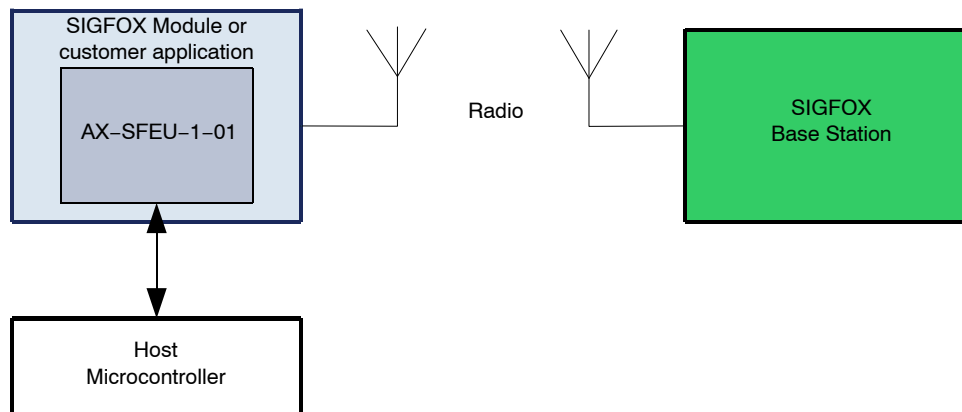 SIGFOX Module or
customer application
AX−SFEU−1−01
Radio
SIGFOX
Base Station
Host
Microcontroller